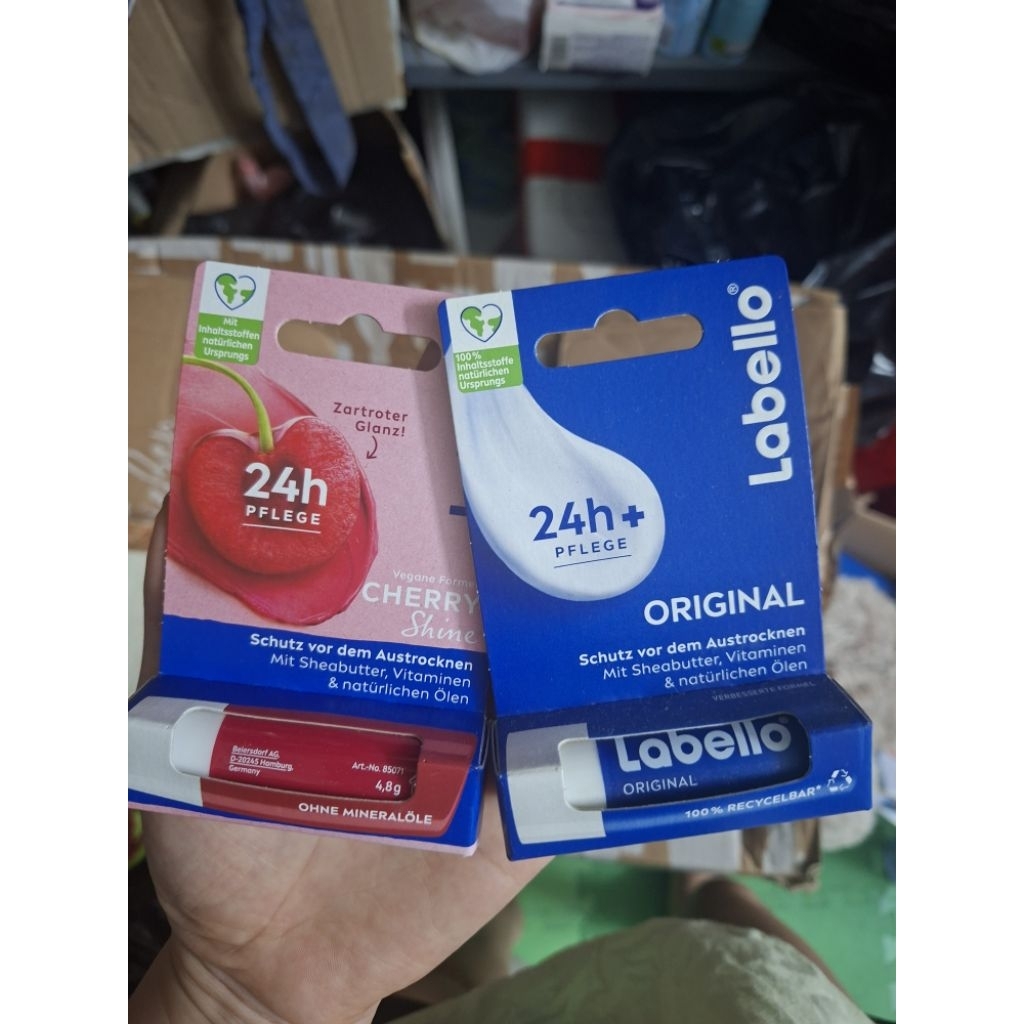 Mit
Inhaltsstoffen
natürlichen
Ursprungs
Zartroter
Glanz!
24h
PFLEGE
Vegane Forme
CHERRY
Shine
Schutz vor dem Austrocknen
Mit Sheabutter, Vitaminen
& natürlichen Ölen
Beiersdorf AG,
D-20245 Hamburg,
Germany
Art.-No. 85071
4,8g
OHNE MINERALÖLE
100%
Inhaltsstoffe
natürlichen
Ursprungs
Labello®
24h+
PFLEGE
ORIGINAL
Schutz vor dem Austrocknen
Mit Sheabutter, Vitaminen
& natürlichen Ölen
VERBESSERTE FORMEL
Labello®
ORIGINAL
100% RECYCELBAR*